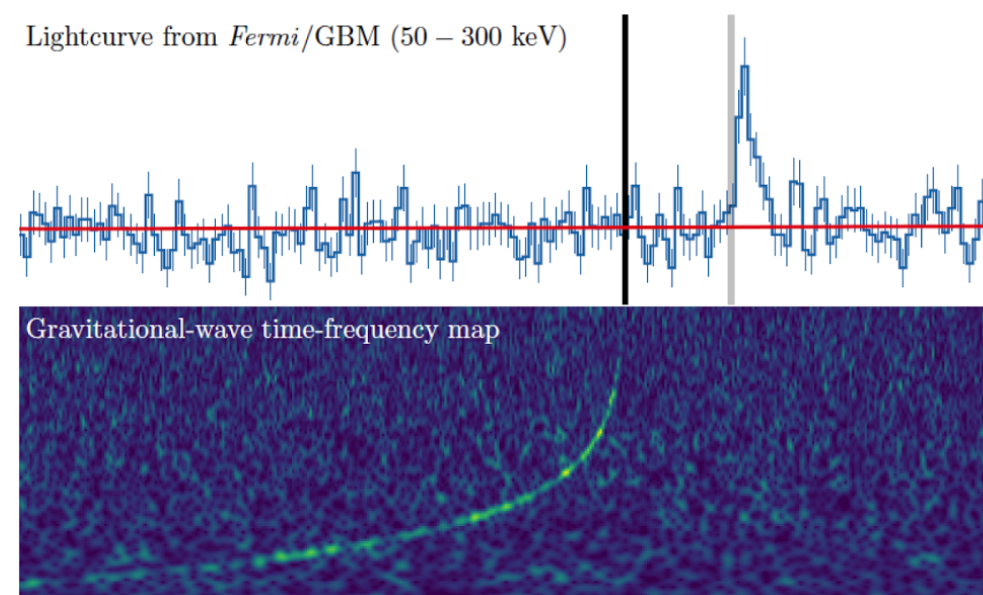 Lightcurve from Fermi/GBM (50 – 300 keV)
Gravitational-wave time-frequency map